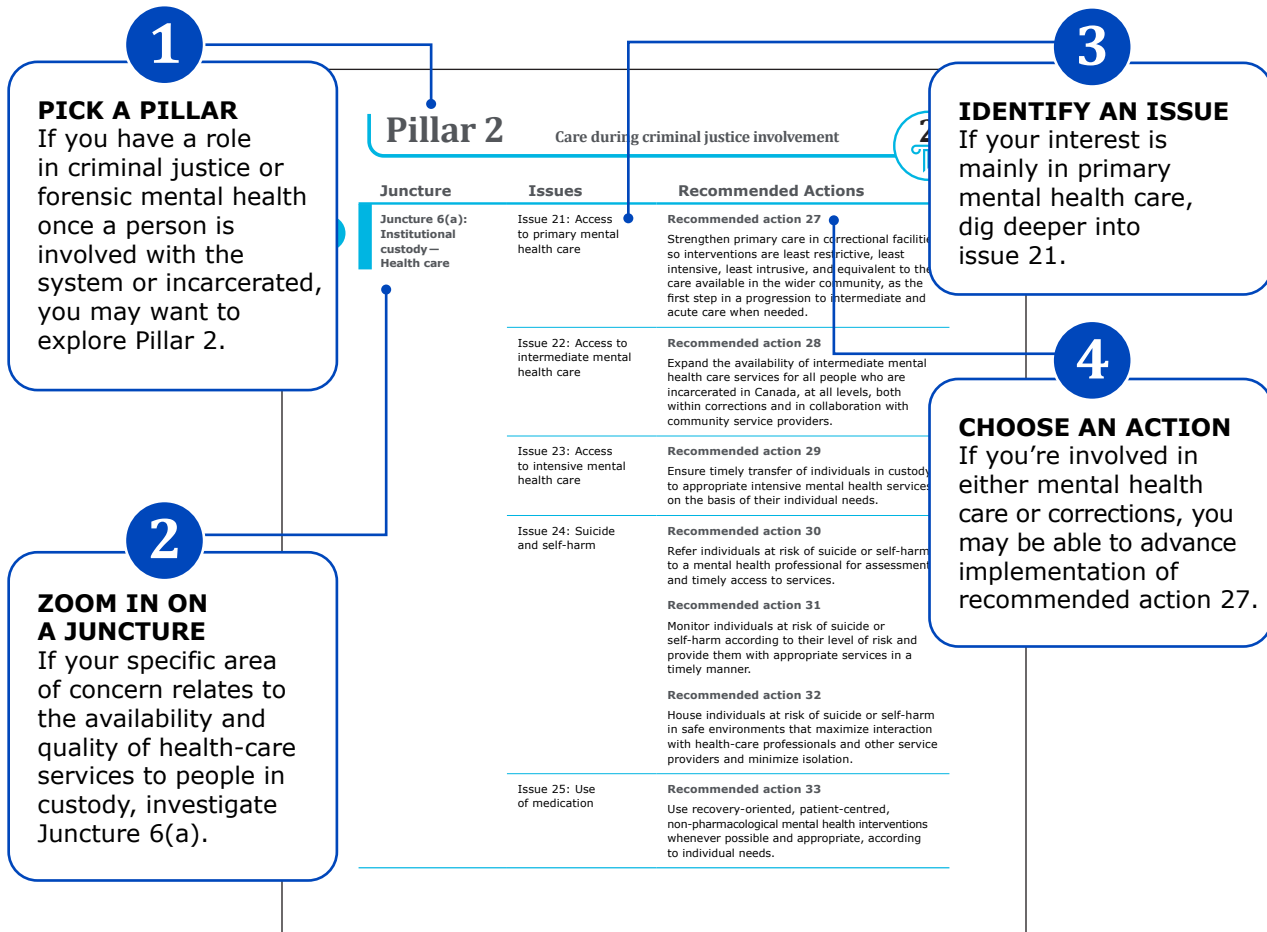 1
PICK A PILLAR
If you have a role
in criminal justice or
forensic mental health
once a person is
involved with the
system or incarcerated,
you may want to
explore Pillar 2.
2
ZOOM IN ON
A JUNCTURE
If your specific area
of concern relates to
the availability and
quality of health-care
services to people in
custody, investigate
Juncture 6(a).
Pillar 2 Care during criminal justice involvement 2
Juncture Issues Recommended Actions
Juncture 6(a):
Institutional
custody—
Health care
Issue 21: Access
to primary mental
health care
Recommended action 27
Strengthen primary care in correctional
so interventions are least restrictive, least
intensive, least intrusive, and equivalent to the
care available in the wider community, as the
first step in a progression to intermediate and
acute care when needed.
Issue 22: Access to
intermediate mental
health care
Recommended action 28
Expand the availability of intermediate mental
health care services for all people who are
incarcerated in Canada, at all levels, both
within corrections and in collaboration with
community service providers.
Issue 23: Access
to intensive mental
health care
Recommended action 29
Ensure timely transfer of individuals in custody
to appropriate intensive mental health services
on the basis of their individual needs.
Issue 24: Suicide
and self-harm
Recommended action 30
Refer individuals at risk of suicide or self-harm
to a mental health professional for assessment
and timely access to services.
Recommended action 31
Monitor individuals at risk of suicide or
self-harm according to their level of risk and
provide them with appropriate services in a
timely manner.
Recommended action 32
House individuals at risk of suicide or self-harm
in safe environments that maximize interaction
with health-care professionals and other service
providers and minimize isolation.
Issue 25: Use
of medication
Recommended action 33
Use recovery-oriented, patient-centred,
non-pharmacological mental health interventions
whenever possible and appropriate, according
to individual needs.
3
IDENTIFY AN ISSUE
If your interest is
mainly in primary
mental health care,
dig deeper into
issue 21.
4
CHOOSE AN ACTION
If you’re involved in
either mental health
care or corrections, you
may be able to advance
implementation of
recommended action 27.